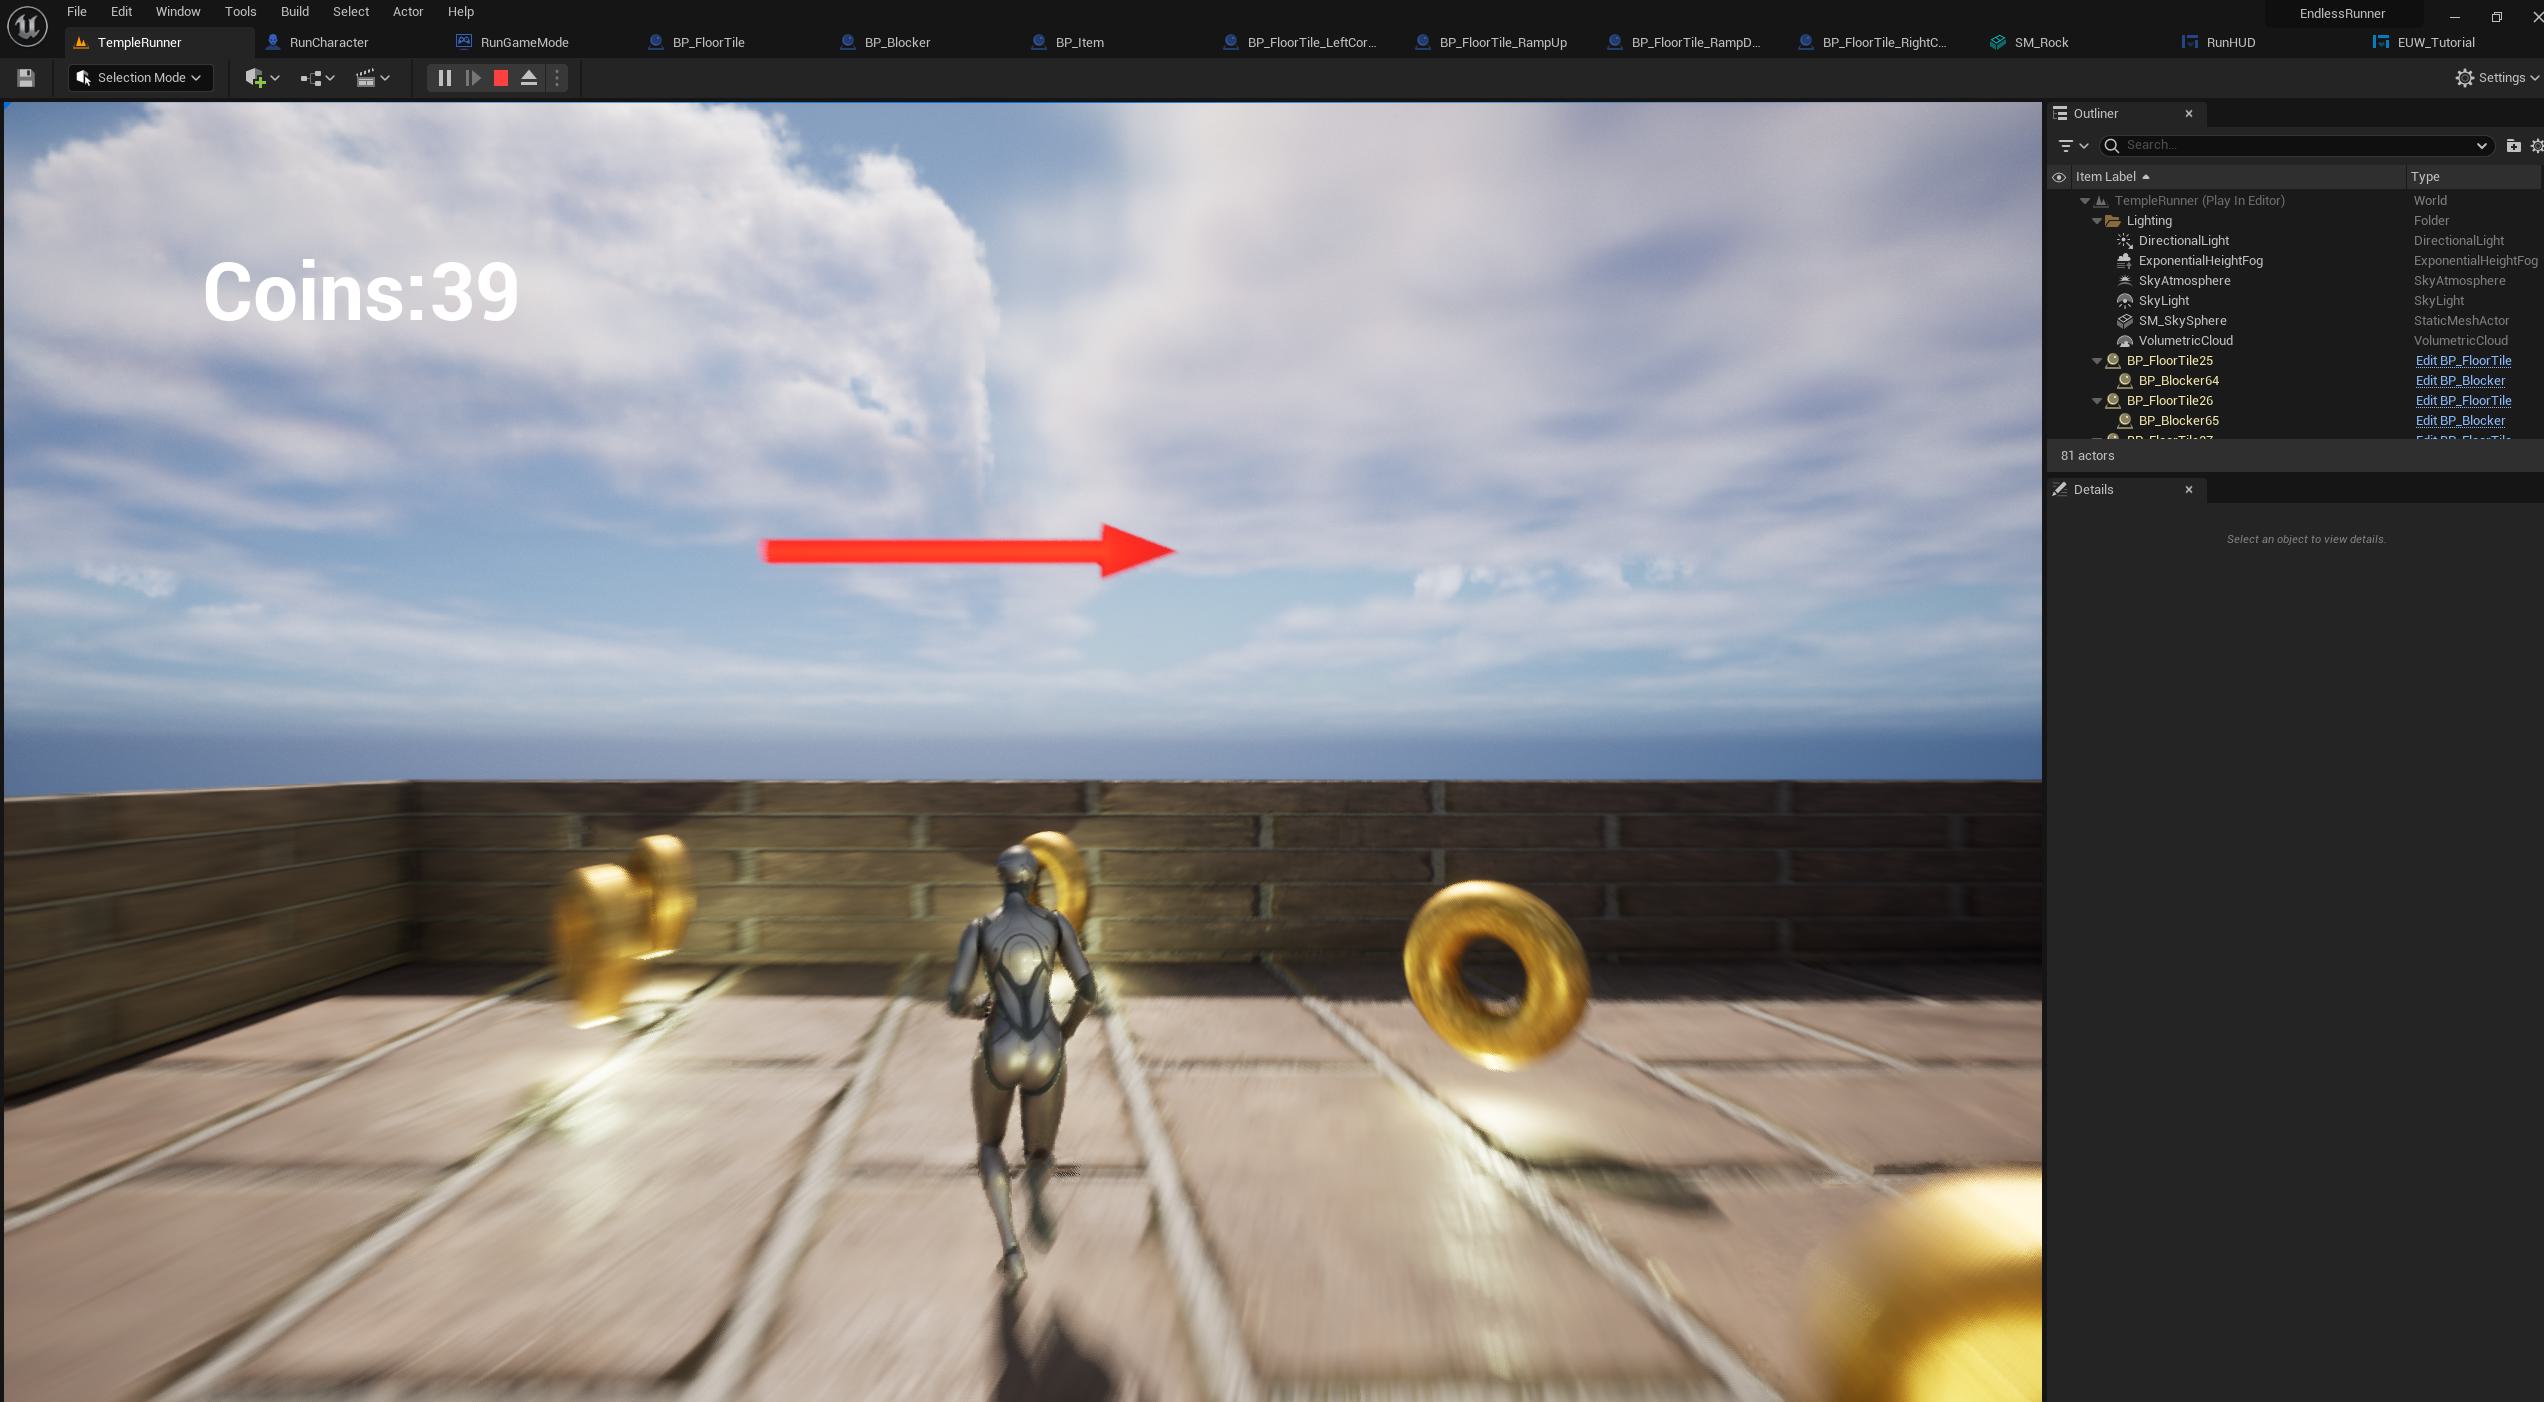 File Edit Window Tools Build Select Actor Help
EndlessRunner
TempleRunner RunCharacter RunGameMode BP_FloorTile BP_Blocker BP_Item BP_FloorTile_LeftCor... BP_FloorTile_RampUp BP_FloorTile_RampD... BP_FloorTile_RightC... SM_Rock RunHUD EUW_Tutorial
Selection Mode
Settings
Coins:39
Outliner
Search...
Item Label Type
TempleRunner (Play In Editor) World
Lighting Folder
DirectionalLight DirectionalLight
ExponentialHeightFog ExponentialHeightFog
SkyAtmosphere SkyAtmosphere
SkyLight SkyLight
SM_SkySphere StaticMeshActor
VolumetricCloud VolumetricCloud
BP_FloorTile25 Edit BP_FloorTile
BP_Blocker64 Edit BP_Blocker
BP_FloorTile26 Edit BP_FloorTile
BP_Blocker65 Edit BP_Blocker
81 actors
Details
Select an object to view details.